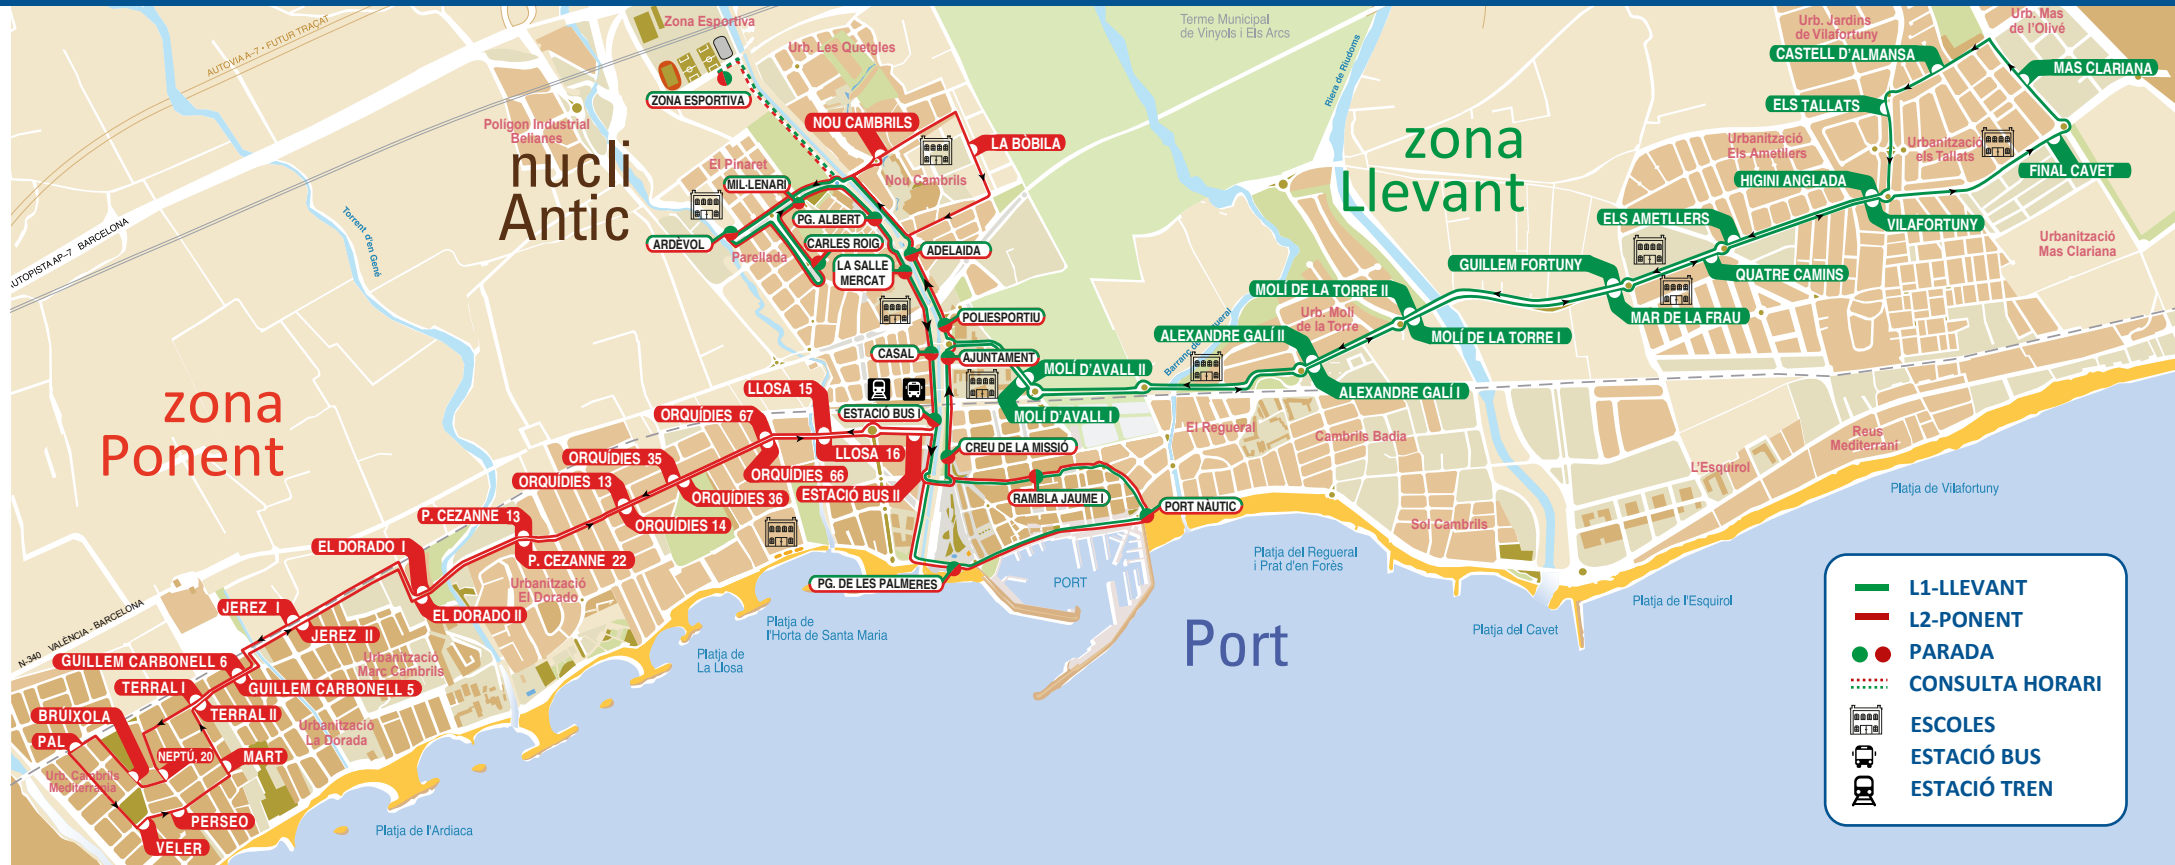 Zona Esportiva
Terme Municipal
de Vinyols i Els Arcs
Urb. Jardins
de Vilafortuny
Urb. Mas
de l'Olivé
AUTOVIA A-7 • FUTUR TRAÇAT
Urb. Les Quetgles
CASTELL D'ALMANSA
MAS CLARIANA
ZONA ESPORTIVA
Riera de Riudoms
ELS TALLATS
Polígon Industrial
Belianes
NOU CAMBRILS
LA BÒBILA
zona
Llevant
Urbanització
Els Ametllers
Urbanització
els Tallats
nucli
Antic
El Pinaret
MIL·LENARI
Nou Cambrils
HIGINI ANGLADA
FINAL CAVET
PG. ALBERT
ELS AMETLLERS
VILAFORTUNY
ARDÈVOL
CARLES ROIG
ADELAIDA
Parellada
LA SALLE
MERCAT
Urbanització
Mas Clariana
Torrent d'en Gené
AUTOPISTA AP-7 BARCELONA
GUILLEM FORTUNY
QUATRE CAMINS
MOLÍ DE LA TORRE II
Urb. Molí
de la Torre
POLIESPORTIU
MAR DE LA FRAU
ALEXANDRE GALÍ II
MOLÍ DE LA TORRE I
CASAL
AJUNTAMENT
Barranc de Regueral
MOLÍ D'AVALL II
zona
Ponent
LLOSA 15
ALEXANDRE GALÍ I
ORQUÍDIES 67
ESTACIÓ BUS I
MOLÍ D'AVALL I
El Regueral
Cambrils Badia
Reus
Mediterrani
CREU DE LA MISSIÓ
ORQUÍDIES 35
LLOSA 16
L'Esquirol
ORQUÍDIES 13
ORQUÍDIES 66
Platja de Vilafortuny
ORQUÍDIES 36
ESTACIÓ BUS II
RAMBLA JAUME I
PORT NÀUTIC
P. CEZANNE 13
ORQUÍDIES 14
Sol Cambrils
EL DORADO I
P. CEZANNE 22
Platja del Regueral
i Prat d'en Forès
Urbanització
El Dorado
PG. DE LES PALMERES
PORT
Platja de l'Esquirol
JEREZ I
EL DORADO II
Platja de
l'Horta de Santa Maria
Platja del Cavet
N-340 VALÈNCIA - BARCELONA
JEREZ II
Port
Platja de
La Llosa
GUILLEM CARBONELL 6
Urbanització
Marc Cambrils
TERRAL I
GUILLEM CARBONELL 5
BRÚIXOLA
TERRAL II
Urbanització
La Dorada
PAL
NEPTÚ, 20
MART
Urb. Cambrils
Mediterrània
PERSEO
VELER
Platja de l'Ardiaca
L1-LLEVANT
L2-PONENT
PARADA
CONSULTA HORARI
ESCOLES
ESTACIÓ BUS
ESTACIÓ TREN